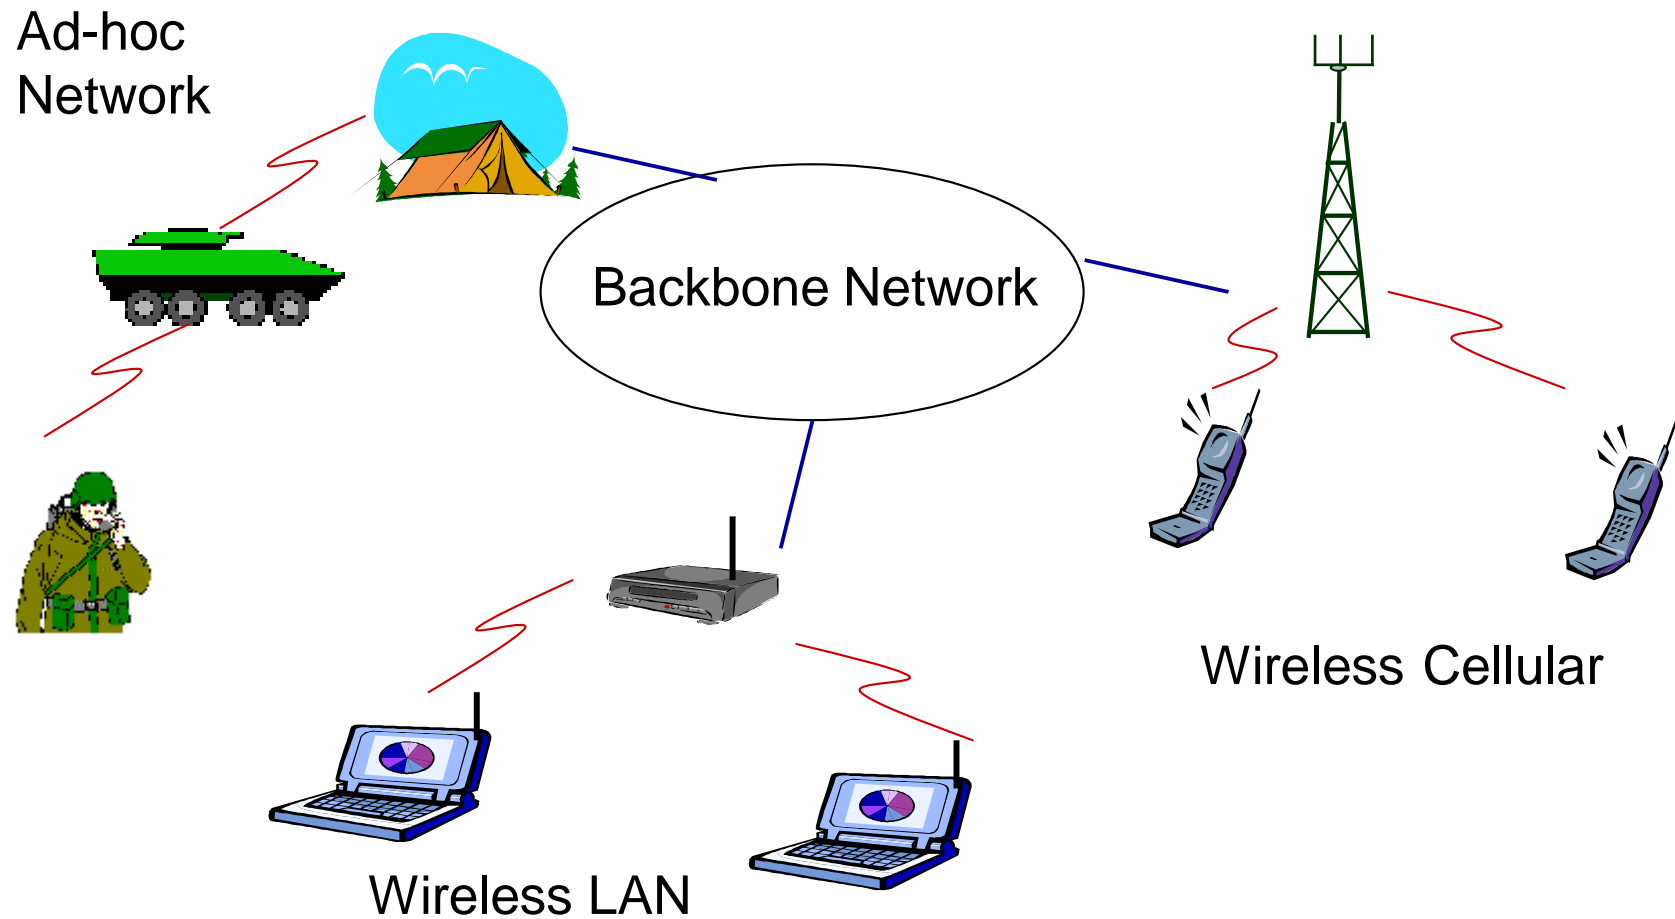 Ad-hoc
Network
Backbone Network
Wireless Cellular
Wireless LAN